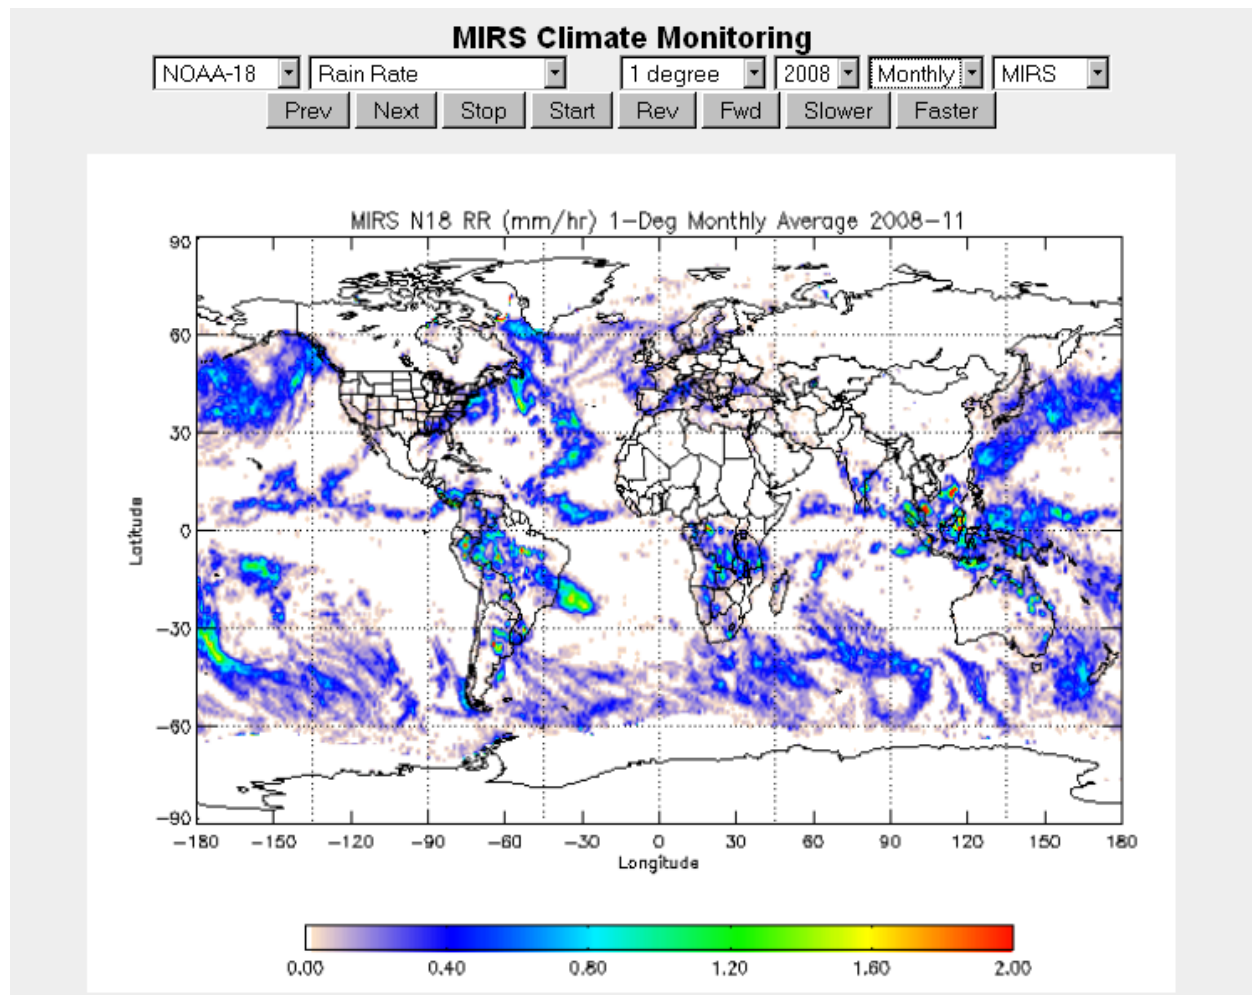 MIRS Climate Monitoring
NOAA-18 Rain Rate 1 degree 2008 Monthly MIRS
Prev Next Stop Start Rev Fwd Slower Faster
MIRS N18 RR (mm/hr) 1-Deg Monthly Average 2008-11
90
60
30
0
-30
-60
-90
Latitude
-180 -150 -120 -90 -60 -30 0 30 60 90 120 150 180
Longitude
0.00 0.40 0.80 1.20 1.60 2.00